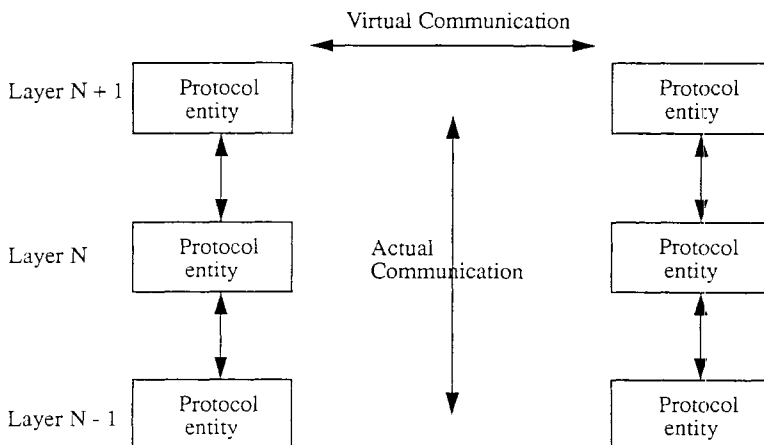 Virtual Communication
Layer N + 1
Protocol
entity
Protocol
entity
Layer N
Protocol
entity
Actual
Communication
Protocol
entity
Layer N - 1
Protocol
entity
Protocol
entity